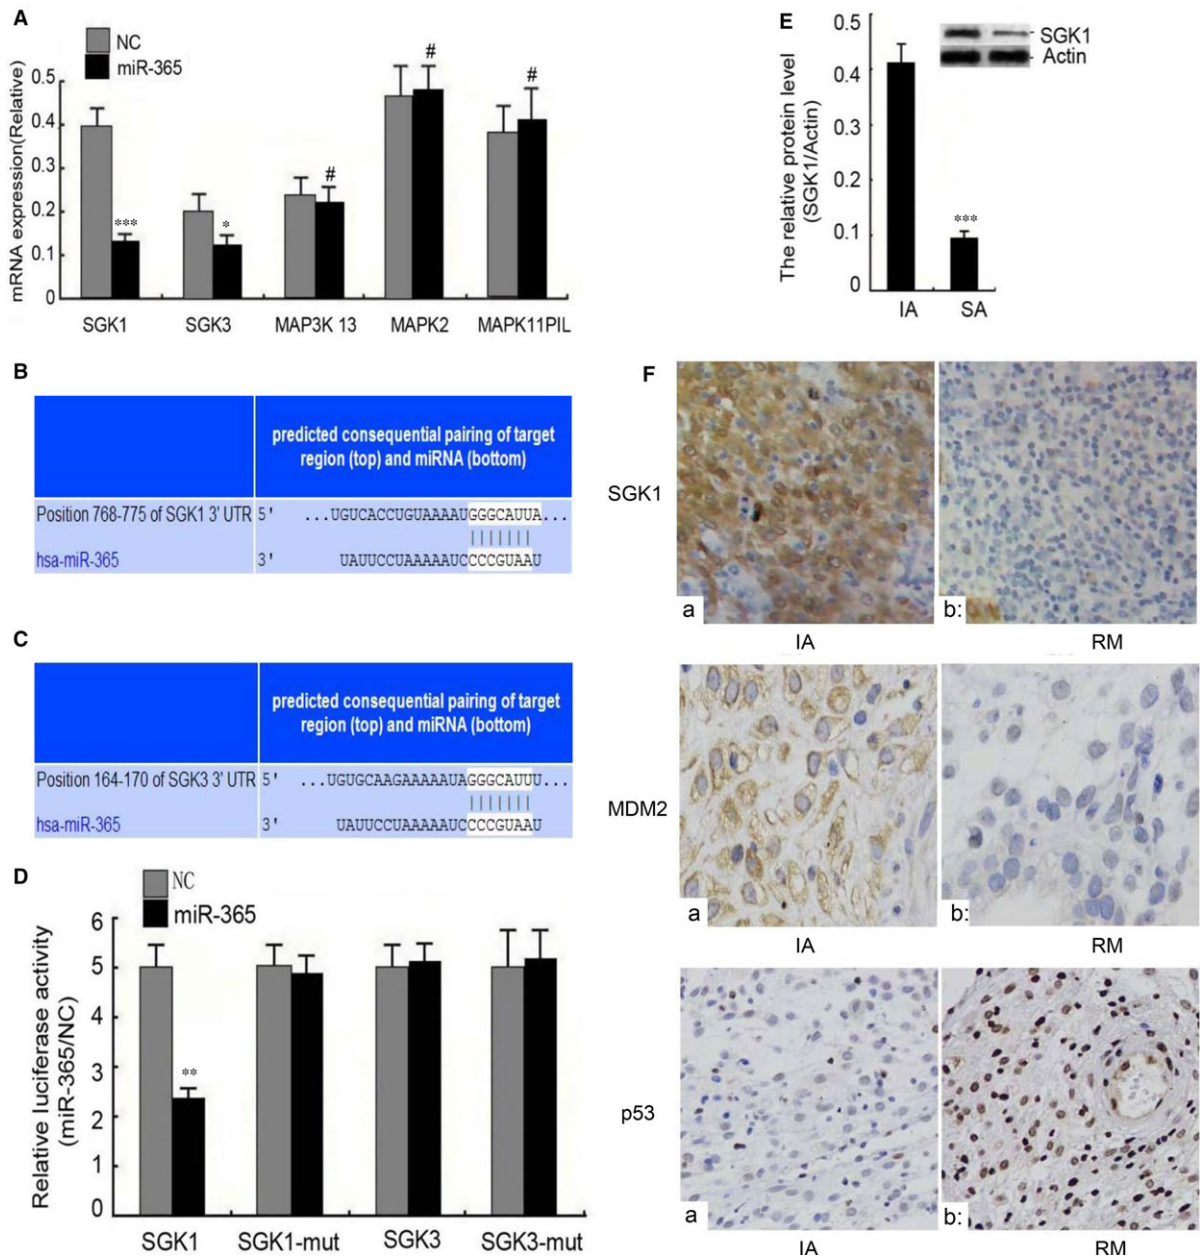 A
NC
miR-365
mRNA expression(Relative)
0.5
0.4
0.3
0.2
0.1
0
***
*
#
#
#
SGK1
SGK3
MAP3K 13
MAPK2
MAPK11PIL
B
predicted consequential pairing of target
region (top) and miRNA (bottom)
Position 768-775 of SGK1 3' UTR 5' ...UGUCACCUGUAAAAUGGGCAUUA...
|||||||
hsa-miR-365 3' UAUUCCUAAAAAUCCCCGUAAU
C
predicted consequential pairing of target
region (top) and miRNA (bottom)
Position 164-170 of SGK3 3' UTR 5' ...UGUGCAAGAAAAAUAGGGCAUUU...
|||||||
hsa-miR-365 3' UAUUCCUAAAAAUCCCCGUAAU
D
NC
miR-365
Relative luciferase activity
(miR-365/NC)
6
5
5
3
2
1
0
**
SGK1
SGK1-mut
SGK3
SGK3-mut
E
The relative protein level
(SGK1/Actin)
0.5
0.4
0.3
0.2
0.1
0
SGK1
Actin
***
IA
SA
F
SGK1
a
b:
IA
RM
MDM2
a
b:
IA
RM
p53
a
b:
IA
RM